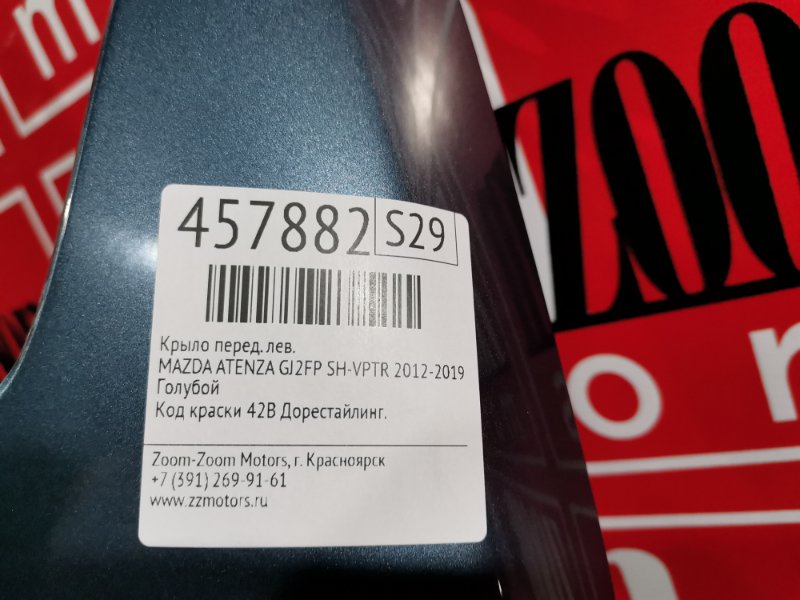 457882 S29
Крыло перед. лев.
MAZDA ATENZA GJ2FP SH-VPTR 2012-2019
Голубой
Код краски 42B Дорестайлинг.
Zoom-Zoom Motors, г. Красноярск
+7 (391) 269-91-61
www.zzmotors.ru
ZOO